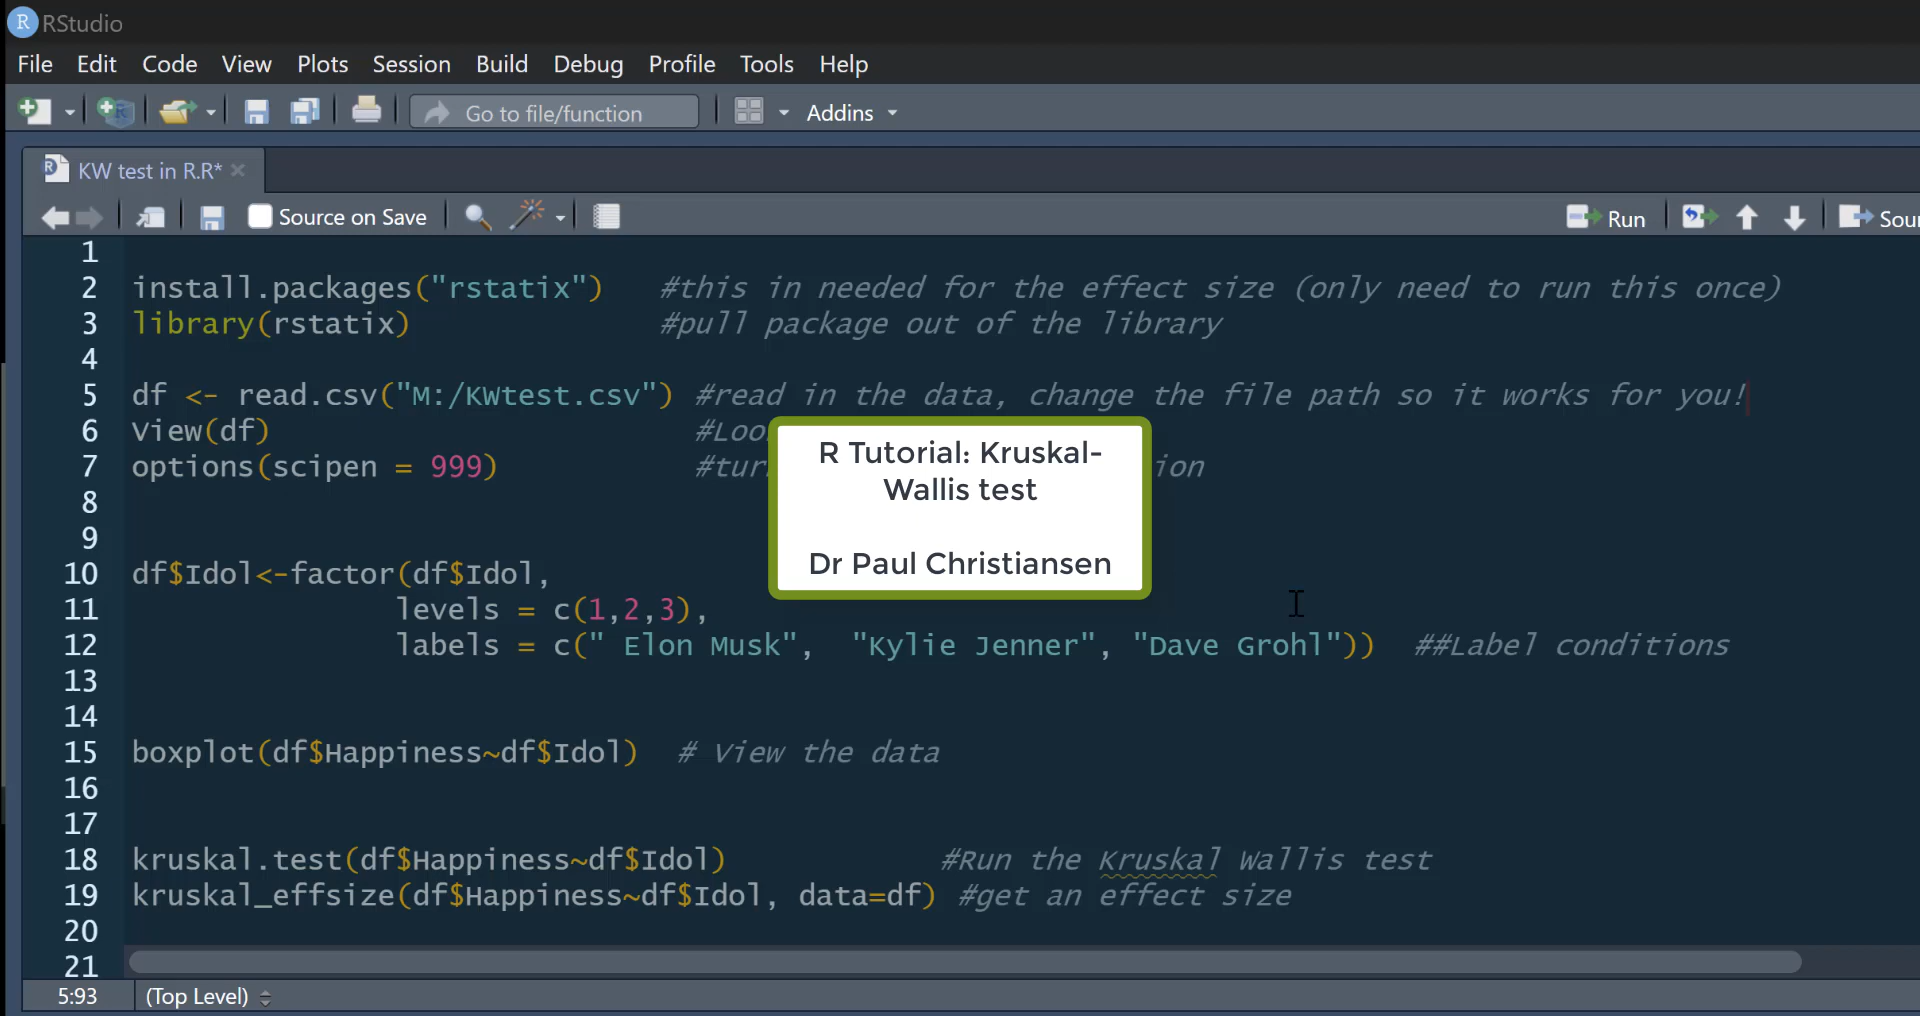 R RStudio
File Edit Code View Plots Session Build Debug Profile Tools Help
Go to file/function Addins
KW test in R.R*
Source on Save Run
1
2 install.packages("rstatix") #this in needed for the effect size (only need to run this once)
3 library(rstatix) #pull package out of the library
4
5 df <- read.csv("M:/KWtest.csv") #read in the data, change the file path so it works for you!
6 View(df)
7 options(scipen = 999)
8
9
10 df$Idol<-factor(df$Idol,
11 levels = c(1,2,3),
12 labels = c(" Elon Musk", "Kylie Jenner", "Dave Grohl")) ##Label conditions
13
14
15 boxplot(df$Happiness~df$Idol) # View the data
16
17
18 kruskal.test(df$Happiness~df$Idol) #Run the Kruskal Wallis test
19 kruskal_effsize(df$Happiness~df$Idol, data=df) #get an effect size
20
21
5:93 (Top Level)
R Tutorial: Kruskal-
Wallis test
Dr Paul Christiansen